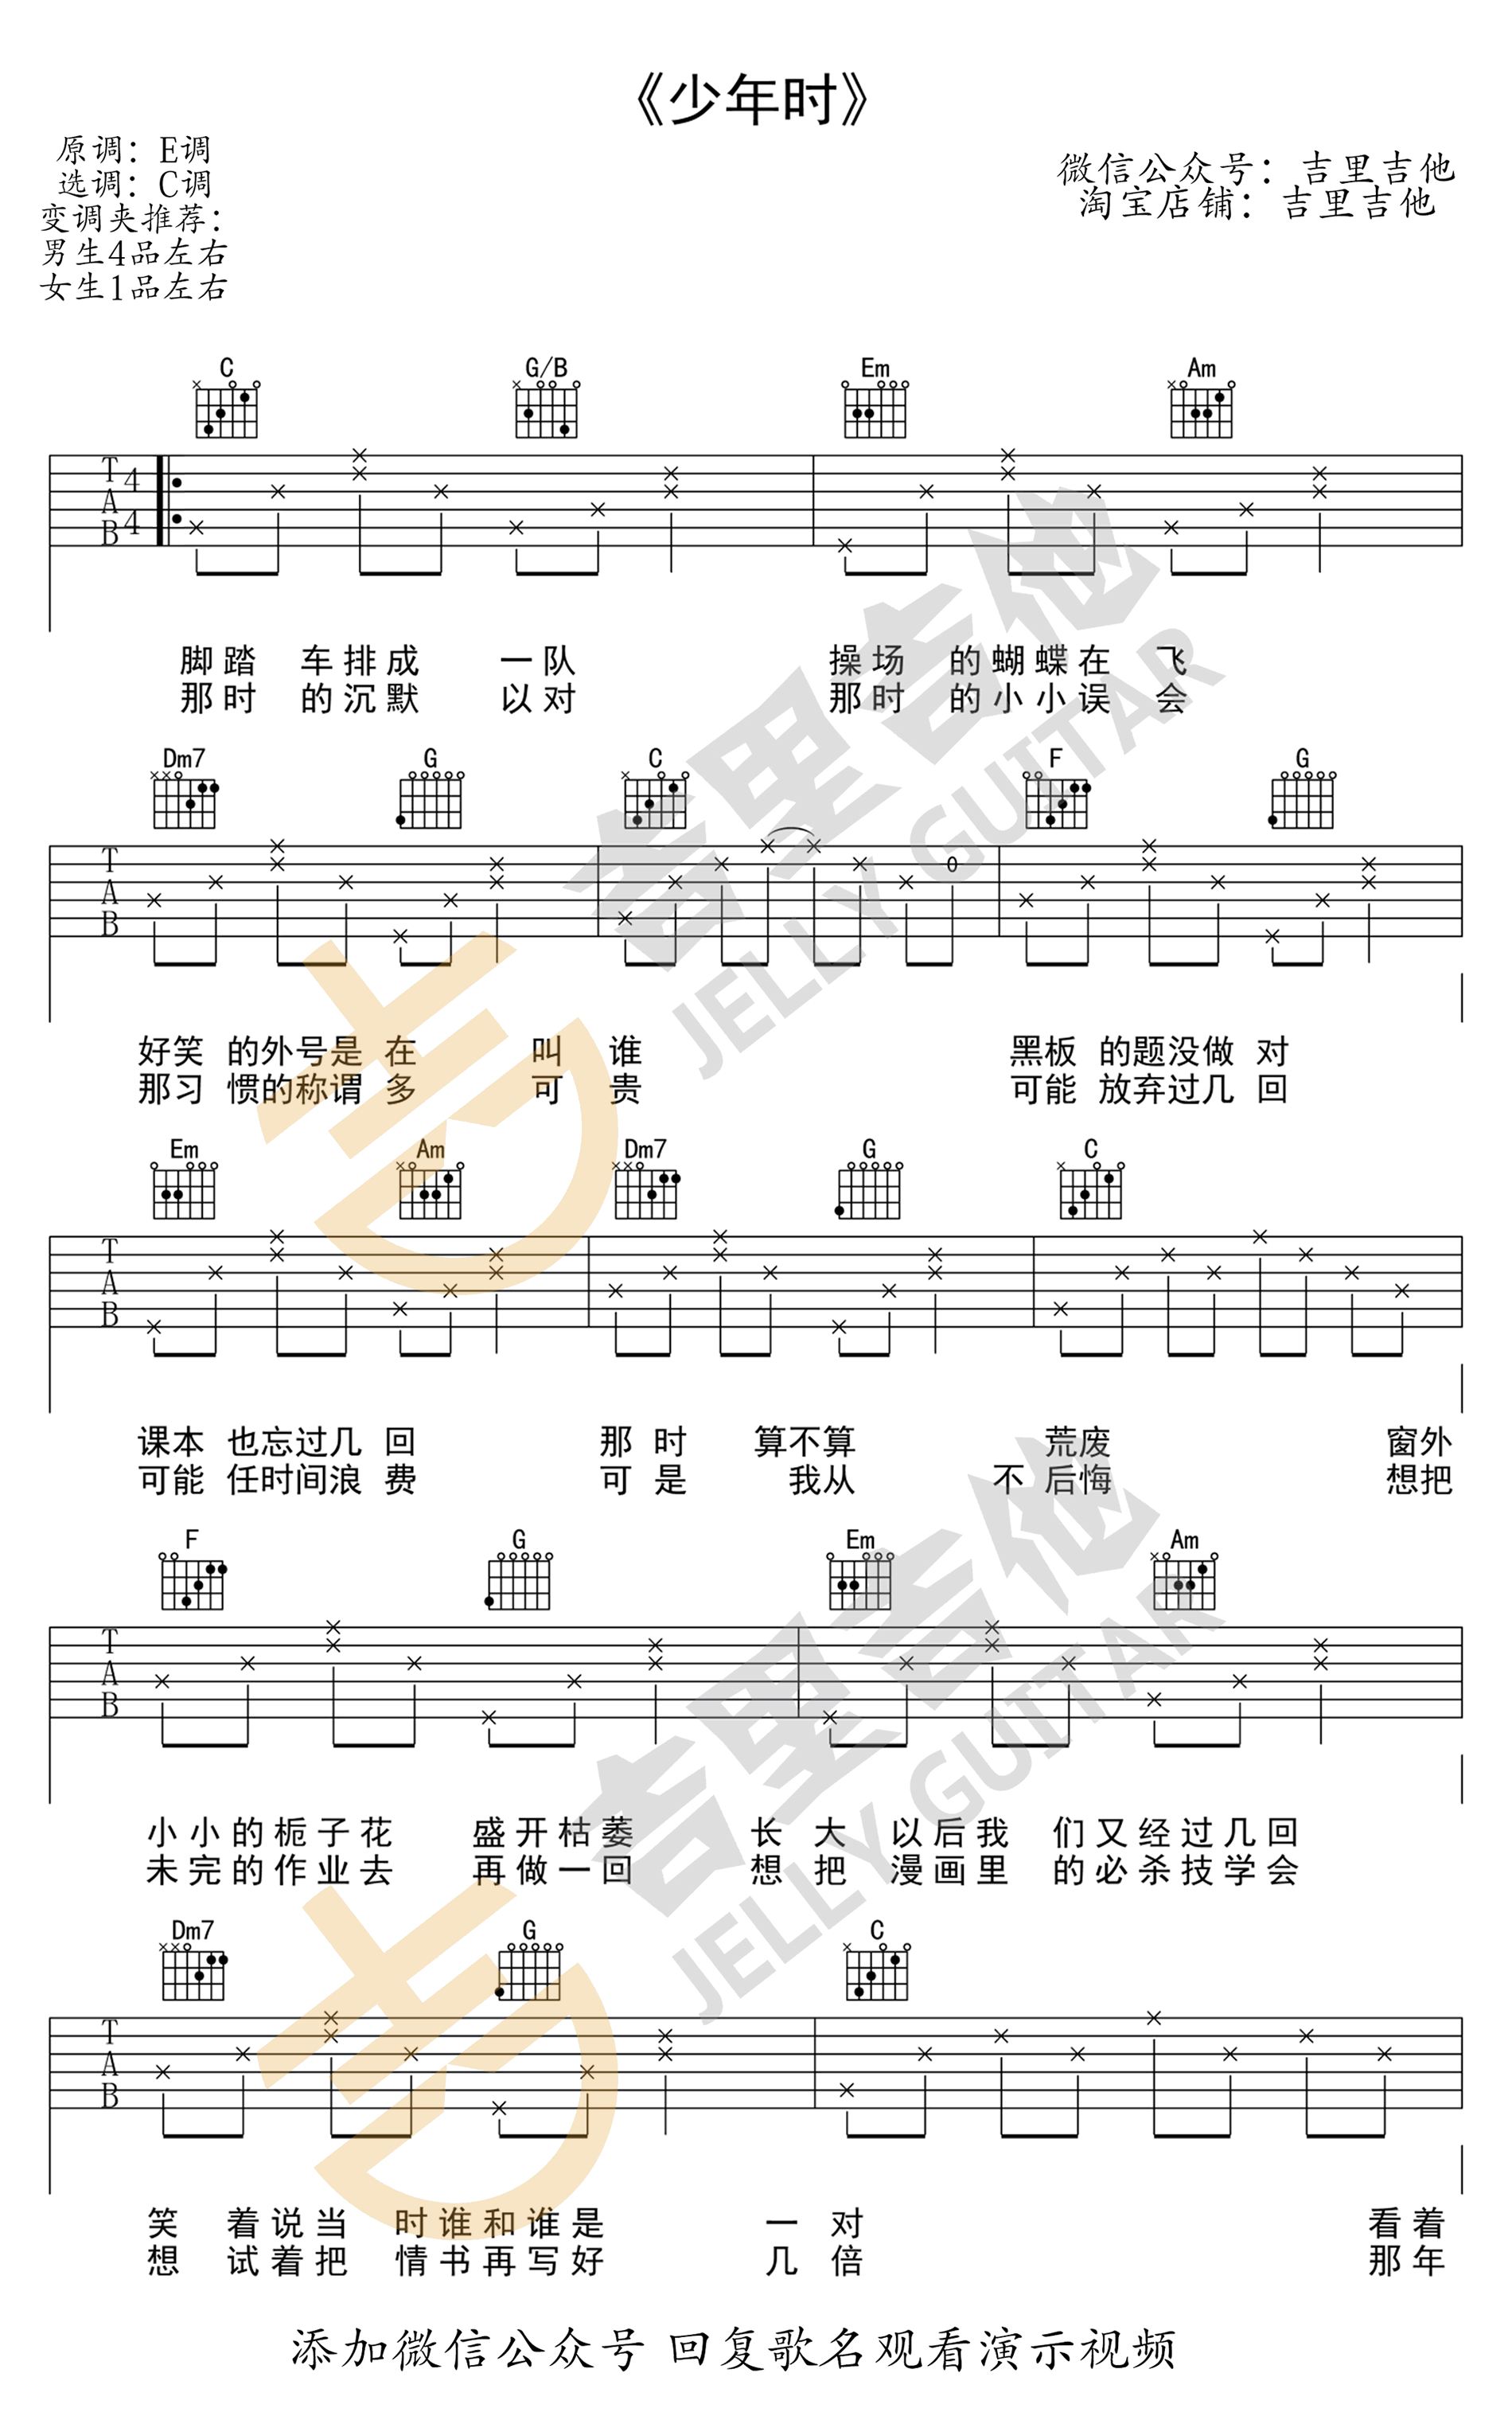 《少年时》
原调：E调
选调：C调
变调夹推荐：
男生4品左右
女生1品左右
微信公众号：吉里吉他
淘宝店铺：吉里吉他
C G/B Em Am
T A B 4 4
脚踏 车排成 一队 操场 的蝴蝶在 飞
那时 的沉默 以对 那时 的小小误 会
Dm7 G C F G
T A B 0
好笑 的外号是 在 叫 谁 黑板 的题没做 对
那习 惯的称谓 多 可 贵 可能 放弃过几 回
Em Am Dm7 G C
T A B
课本 也忘过几 回 那 时 算不算 荒废 窗外
可能 任时间浪 费 可 是 我从 不 后悔 想把
F G Em Am
T A B
小小的栀子花 盛开枯萎 长 大 以后我 们又经过几回
未完的作业去 再做一回 想 把 漫画里 的必杀技学会
Dm7 G C
T A B
笑 着说当 时谁和谁是 一 对 看着
想 试着把 情书再写好 几 倍 那年
添加微信公众号 回复歌名观看演示视频
吉里吉他
JELLY GUITAR
吉里吉他
JELLY GUITAR